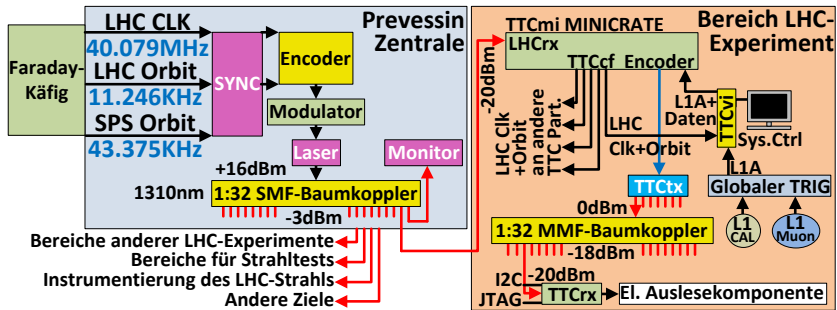 LHC CLK
40.079MHz
Faraday-
Käfig
LHC Orbit
11.246KHz
SPS Orbit
43.375KHz
SYNC
Prevessin
Zentrale
Encoder
Modulator
Laser
Monitor
+16dBm
1310nm
1:32 SMF-Baumkoppler
-3dBm
Bereiche anderer LHC-Experimente
Bereiche für Strahltests
Instrumentierung des LHC-Strahls
Andere Ziele
-20dBm
TTCmi MINICRATE
LHCrx
TTCcf Encoder
Bereich LHC-
Experiment
LHC Clk
+Orbit
an andere
TTC Part.
LHC
Clk+Orbit
L1A+
Daten
TTCvi
Sys.Ctrl
L1A
Globaler TRIG
L1
CAL
L1
Muon
TTCtx
0dBm
1:32 MMF-Baumkoppler
-18dBm
-20dBm
I2C
JTAG
TTCrx
El. Auslesekomponente